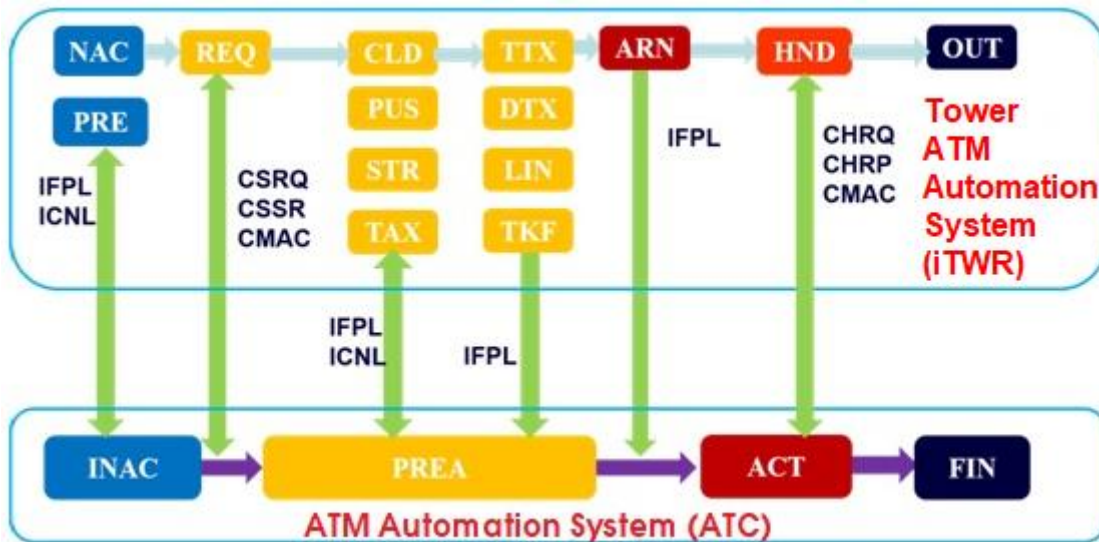 NAC REQ CLD TTX ARN HND OUT
PRE PUS DTX
STR LIN
TAX TKF
IFPL
ICNL
CSRQ
CSSR
CMAC
IFPL
CHRQ
CHRP
CMAC
Tower
ATM
Automation
System
(iTWR)
IFPL
ICNL
IFPL
INAC PREA ACT FIN
ATM Automation System (ATC)